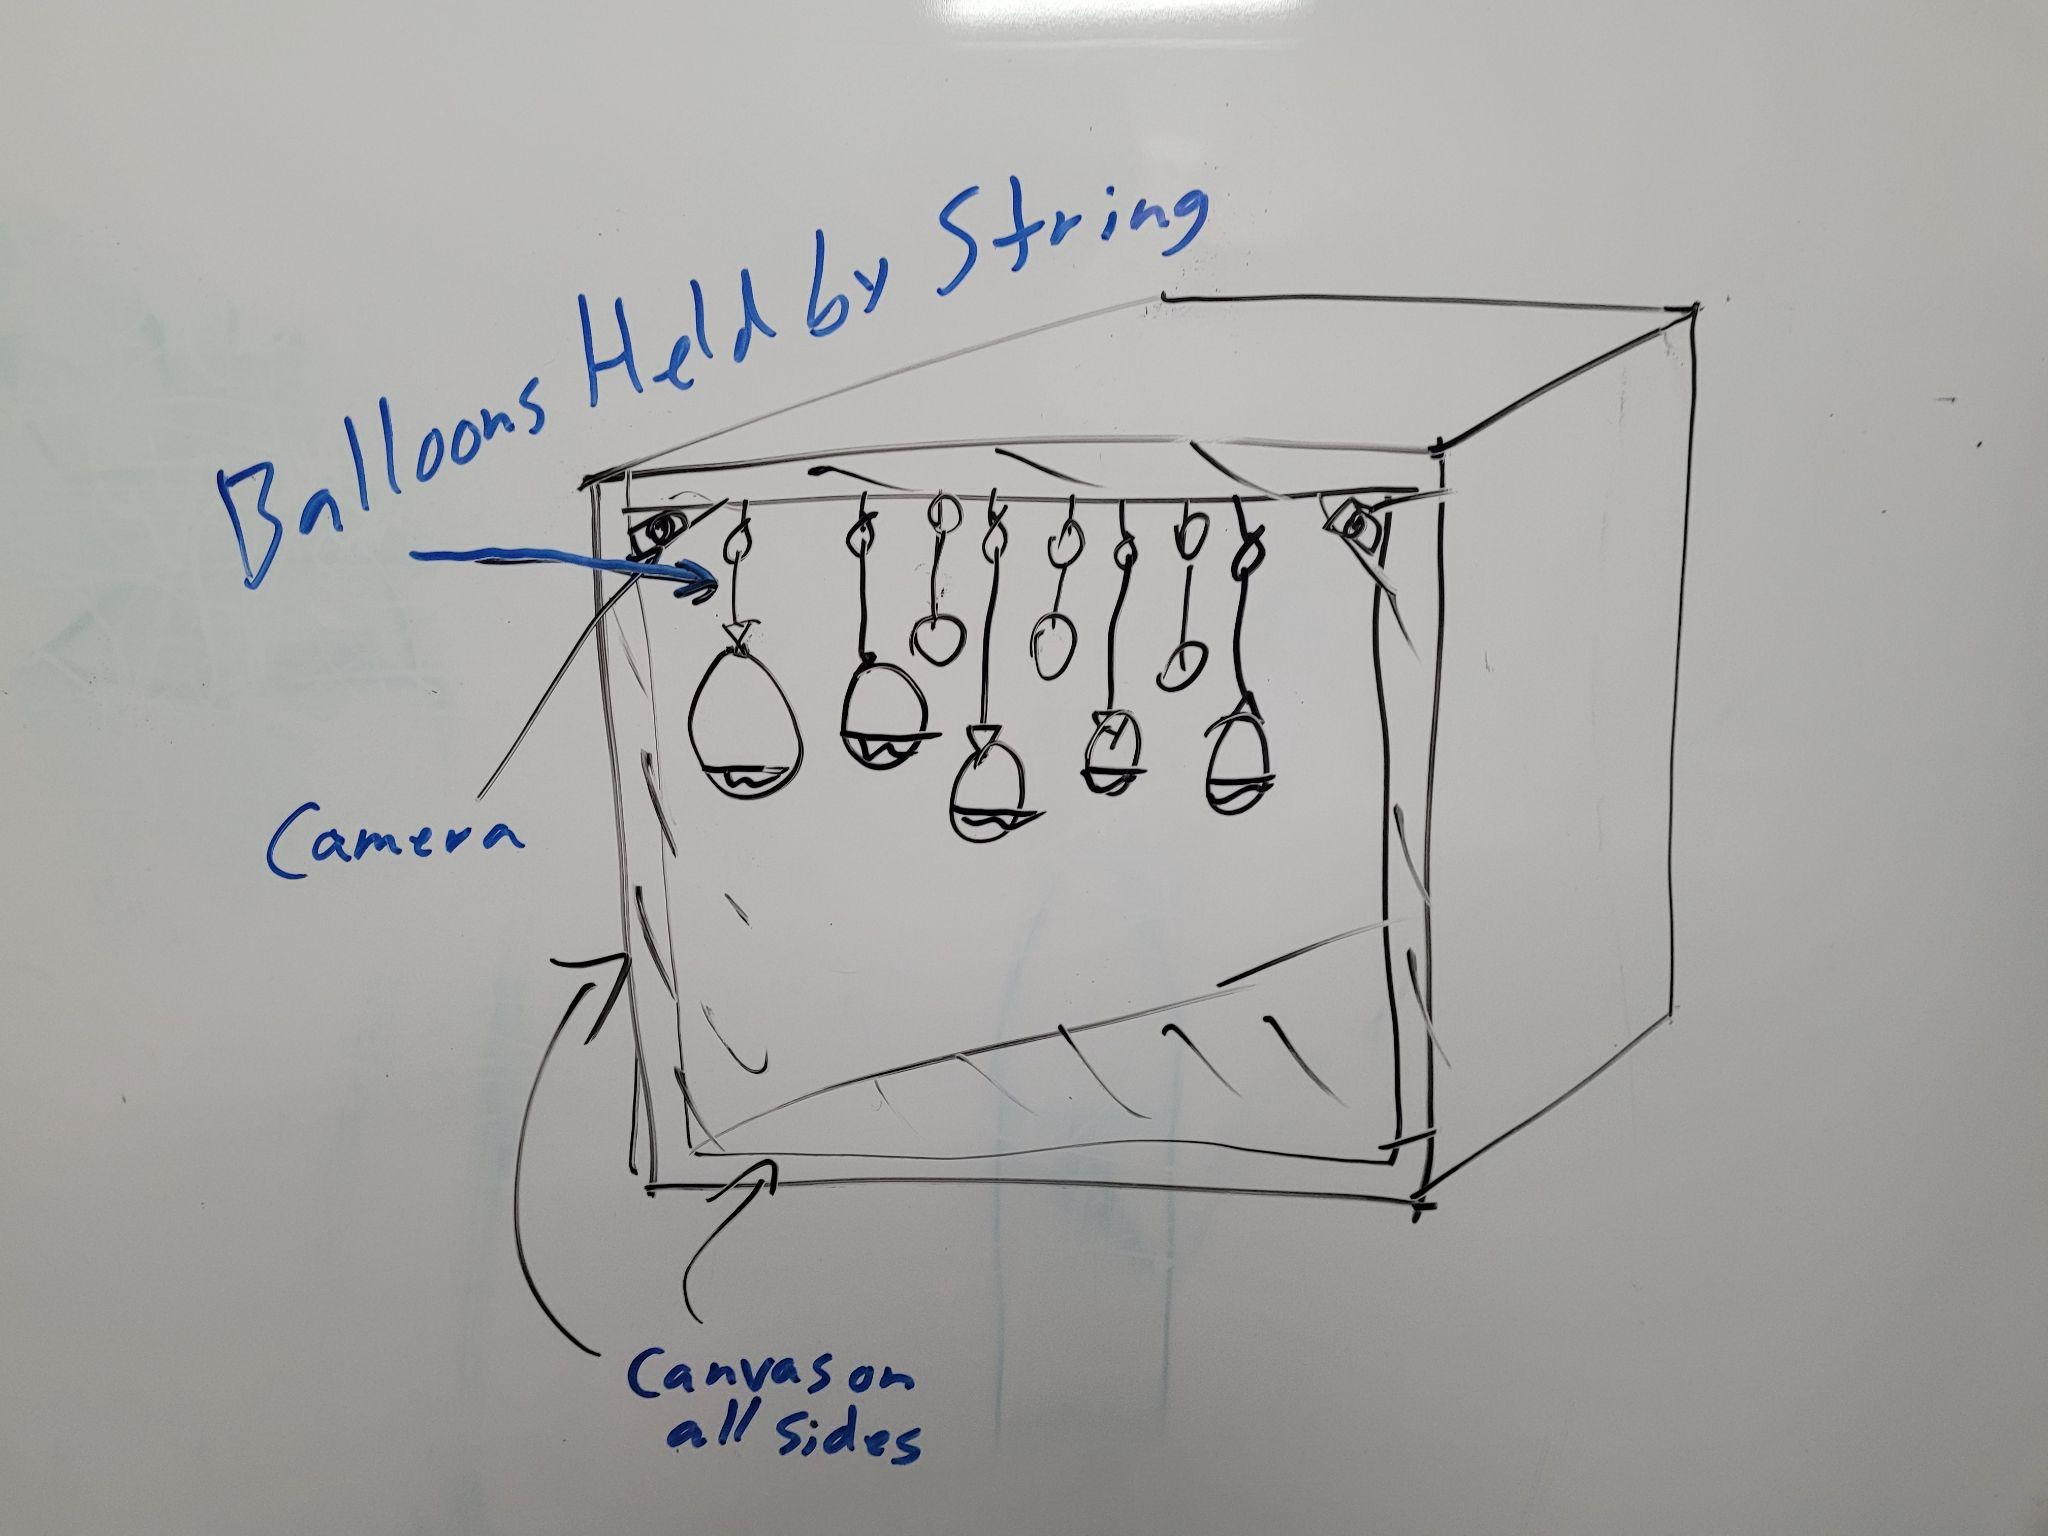 Balloons Held by String
Camera
Canvas on
all sides